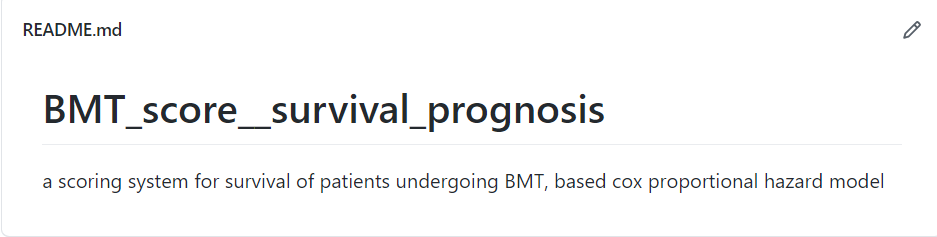 README.md
BMT_score__survival_prognosis
a scoring system for survival of patients undergoing BMT, based cox proportional hazard model